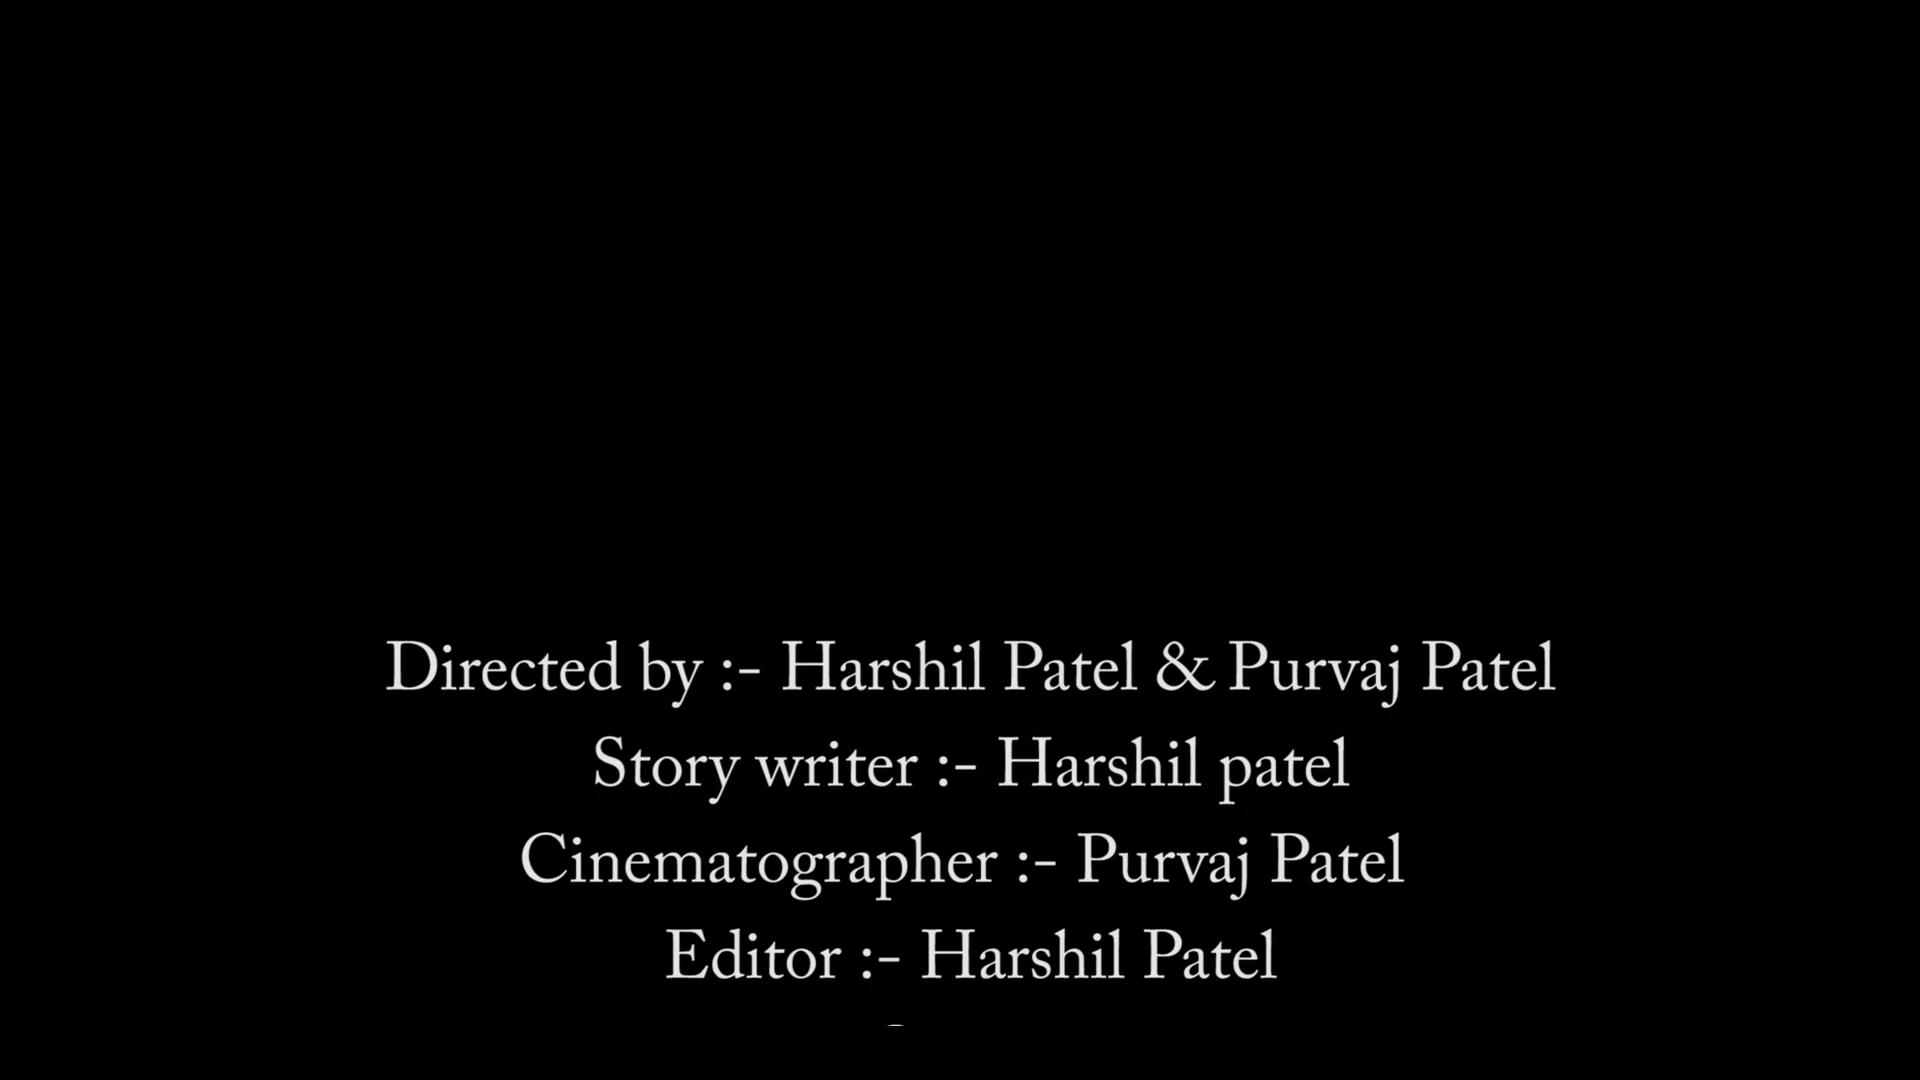 Directed by :- Harshil Patel & Purvaj Patel
Story writer :- Harshil patel
Cinematographer :- Purvaj Patel
Editor :- Harshil Patel